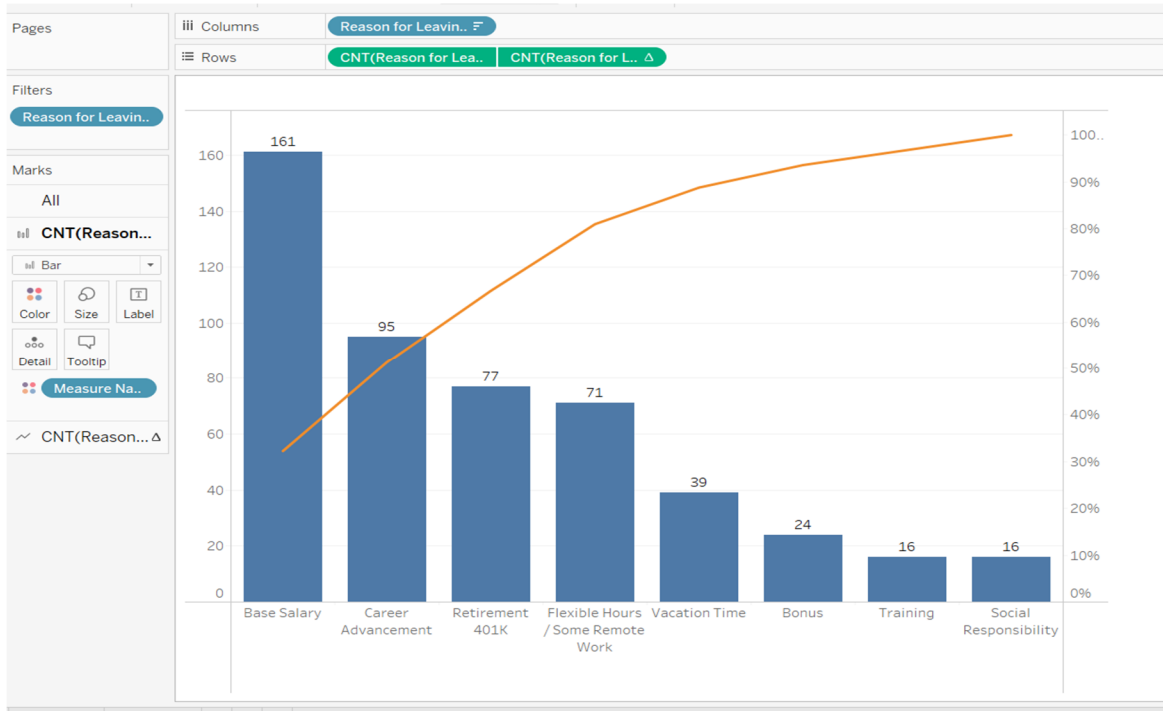 Pages
Columns
Reason for Leavin..
Rows
CNT(Reason for Lea..
CNT(Reason for L.. Δ
Filters
Reason for Leavin..
Marks
All
CNT(Reason...
Bar
Color
Size
Label
Detail
Tooltip
Measure Na..
CNT(Reason... Δ
160
140
120
100
80
60
40
20
0
161
95
77
71
39
24
16
16
100..
90%
80%
70%
60%
50%
40%
30%
20%
10%
0%
Base Salary
Career
Advancement
Retirement
401K
Flexible Hours
/ Some Remote
Work
Vacation Time
Bonus
Training
Social
Responsibility